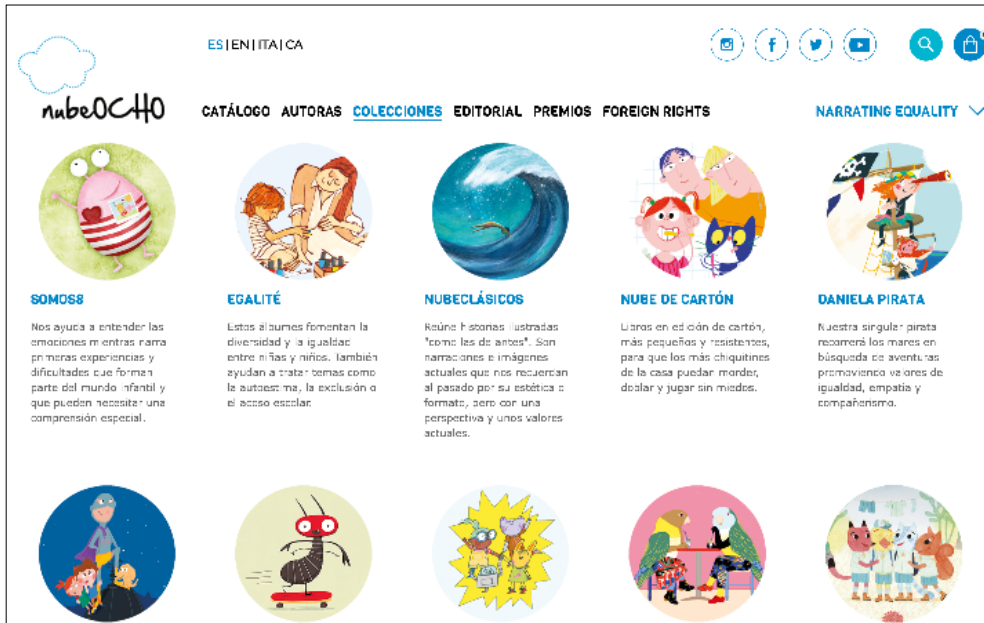 ES|EN|ITA|CA
nubeOCHO
CATÁLOGO AUTORAS COLECCIONES EDITORIAL PREMIOS FOREIGN RIGHTS
NARRATING EQUALITY
SOMOS8
Nos ayuda a entender las
emociones mientras narra
primeras experiencias y
dificultades que forman
parte del mundo infantil y
que pueden necesitar una
comprensión especial.
EGALITÉ
Estos álbumes fomentan la
diversidad y la igualdad
entre niñas y niños. También
ayudan a tratar temas como
la autoestima, la exclusión o
el acoso escolar.
NUBECLÁSICOS
Reúne historias ilustradas
"como las de antes". Son
narraciones e imágenes
actuales que nos recuerdan
al pasado por su estética o
formato, pero con una
perspectiva y unos valores
actuales.
NUBE DE CARTÓN
Libros en edición de cartón,
más pequeños y resistentes,
para que los más chiquitines
de la casa puedan morder,
doblar y jugar sin miedos.
DANIELA PIRATA
Nuestra singular pirata
recorrerá los mares en
búsqueda de aventuras
promoviendo valores de
igualdad, empatía y
compañerismo.